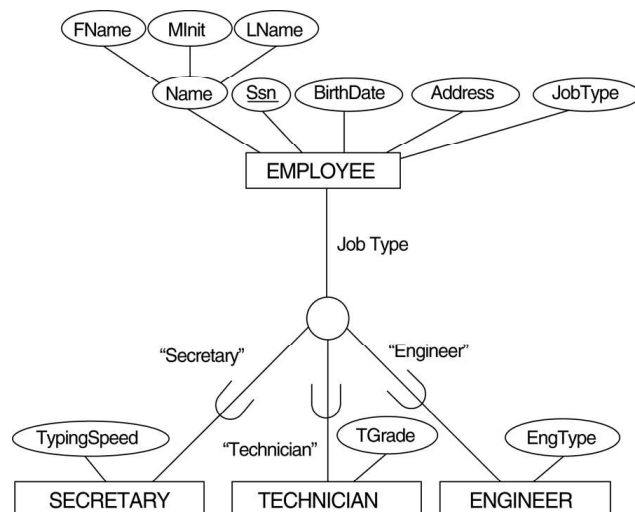 FName
MInit
LName
Name
Ssn
BirthDate
Address
JobType
EMPLOYEE
Job Type
“Secretary”
“Engineer”
“Technician”
TypingSpeed
TGrade
EngType
SECRETARY
TECHNICIAN
ENGINEER